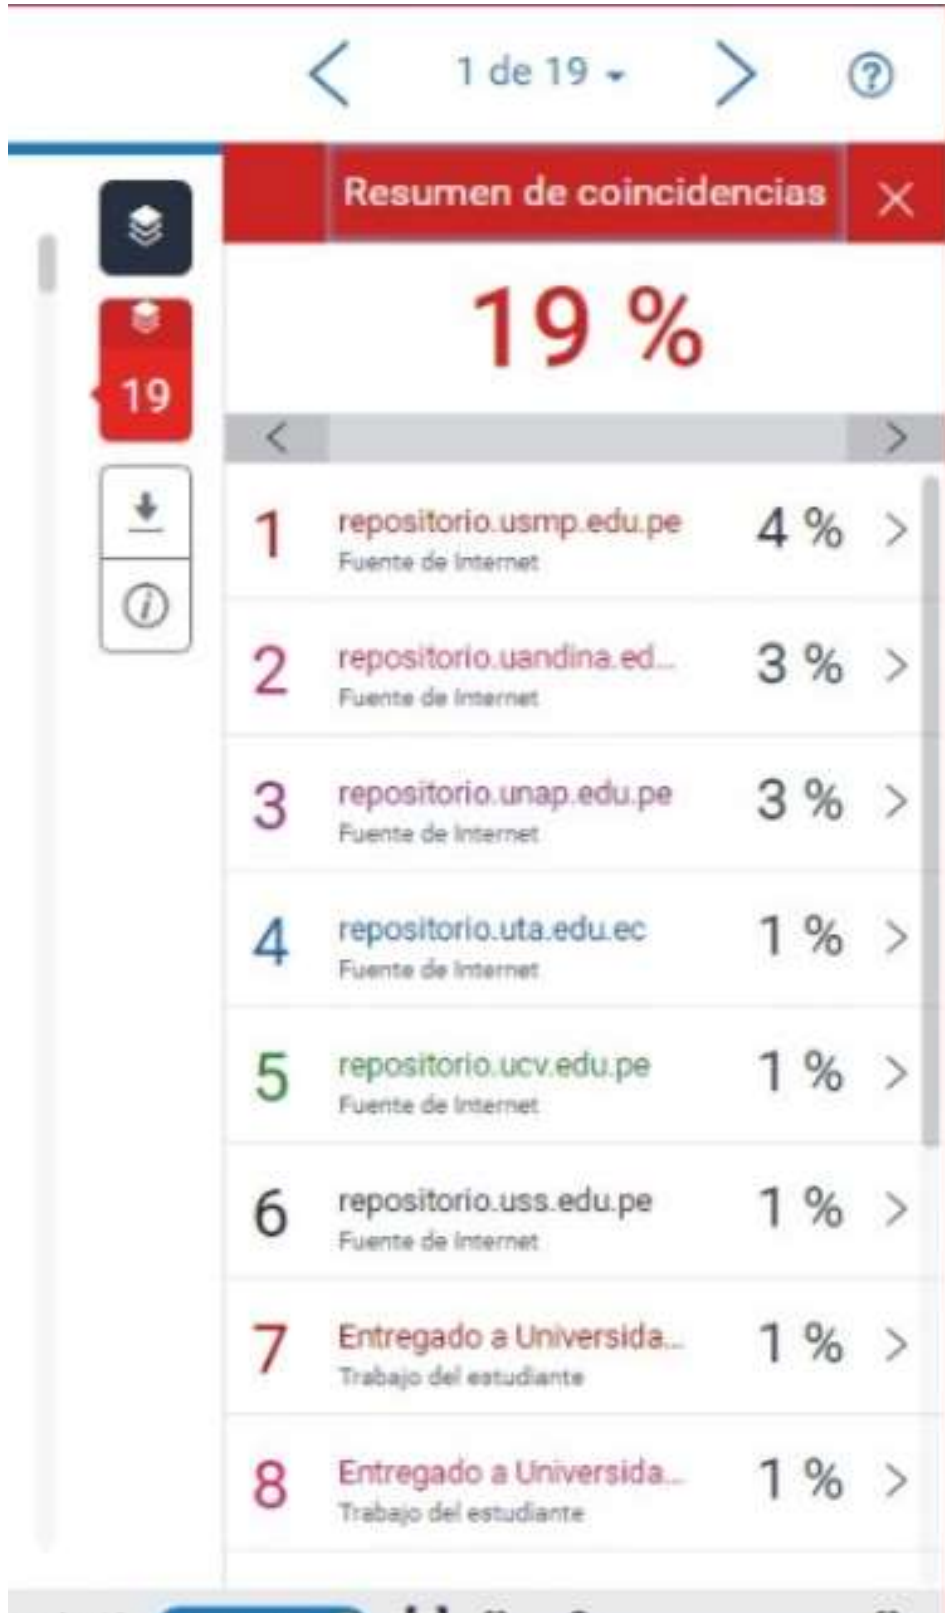 1 de 19
?
Resumen de coincidencias
19 %
19
i
1 repositorio.usmp.edu.pe 4 %
Fuente de Internet
2 repositorio.uandina.ed... 3 %
Fuente de Internet
3 repositorio.unap.edu.pe 3 %
Fuente de Internet
4 repositorio.uta.edu.ec 1 %
Fuente de Internet
5 repositorio.ucv.edu.pe 1 %
Fuente de Internet
6 repositorio.uss.edu.pe 1 %
Fuente de Internet
7 Entregado a Universida... 1 %
Trabajo del estudiante
8 Entregado a Universida... 1 %
Trabajo del estudiante